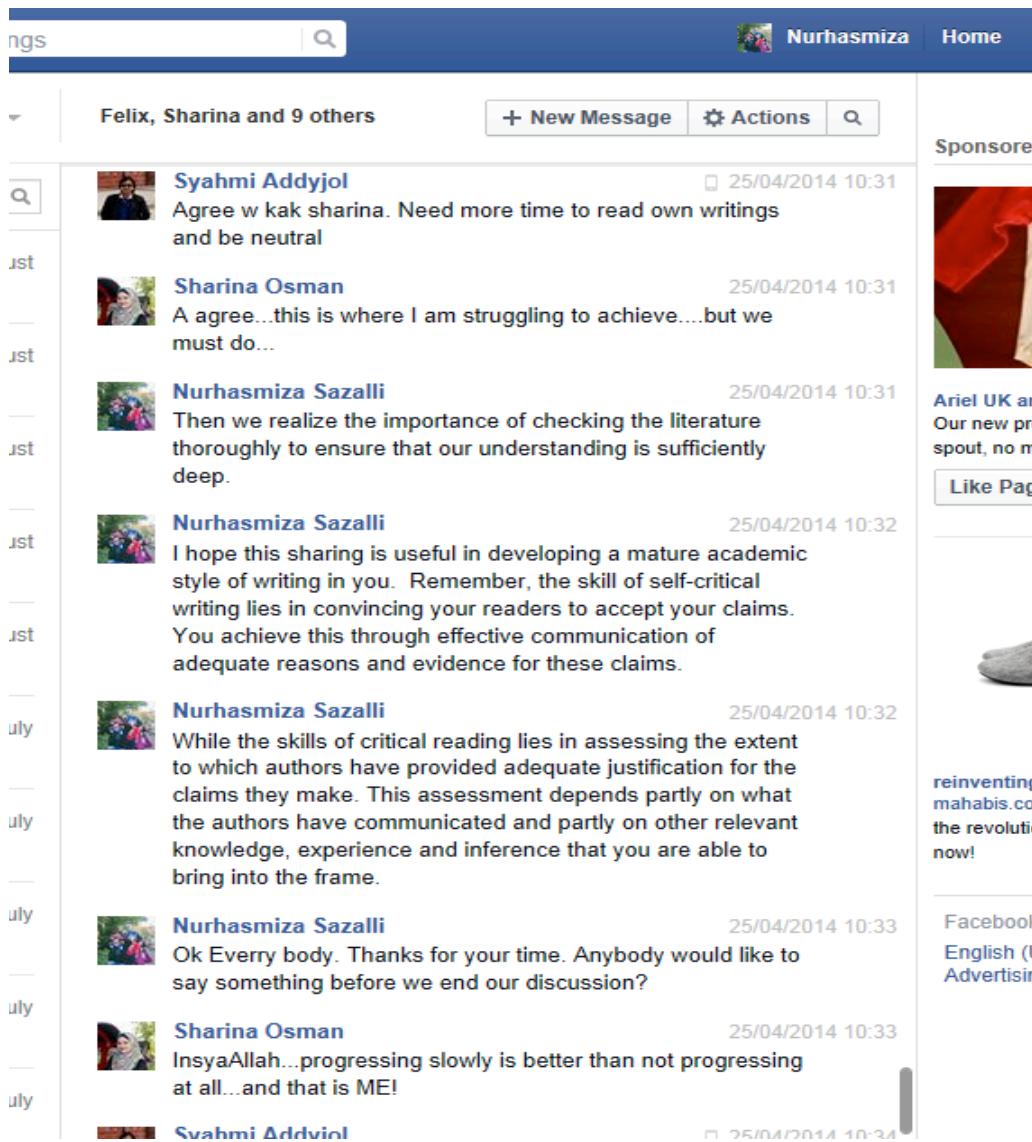 ngs
Nurhasmiza Home
Felix, Sharina and 9 others
+ New Message Actions
Syahmi Addyjol 25/04/2014 10:31
Agree w kak sharina. Need more time to read own writings
and be neutral
Sharina Osman 25/04/2014 10:31
A agree...this is where I am struggling to achieve....but we
must do...
Nurhasmiza Sazalli 25/04/2014 10:31
Then we realize the importance of checking the literature
thoroughly to ensure that our understanding is sufficiently
deep.
Nurhasmiza Sazalli 25/04/2014 10:32
I hope this sharing is useful in developing a mature academic
style of writing in you. Remember, the skill of self-critical
writing lies in convincing your readers to accept your claims.
You achieve this through effective communication of
adequate reasons and evidence for these claims.
Nurhasmiza Sazalli 25/04/2014 10:32
While the skills of critical reading lies in assessing the extent
to which authors have provided adequate justification for the
claims they make. This assessment depends partly on what
the authors have communicated and partly on other relevant
knowledge, experience and inference that you are able to
bring into the frame.
Nurhasmiza Sazalli 25/04/2014 10:33
Ok Everry body. Thanks for your time. Anybody would like to
say something before we end our discussion?
Sharina Osman 25/04/2014 10:33
InsyaAllah...progressing slowly is better than not progressing
at all...and that is ME!
Syahmi Addyjol 25/04/2014 10:34
ust
ust
ust
ust
ust
uly
uly
uly
uly
uly
Sponsore
Ariel UK an
Our new pr
spout, no m
Like Pag
reinventing
mahabis.co
the revoluti
now!
Facebook
English (U
Advertisin